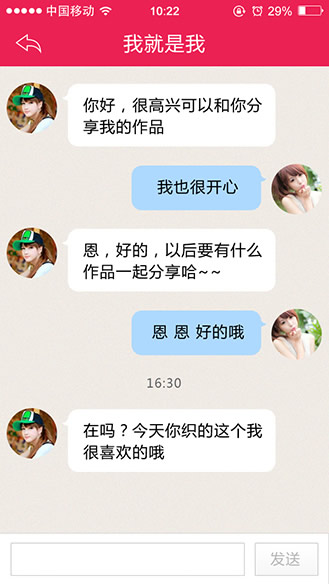 中国移动
10:22
29%
我就是我
你好，很高兴可以和你分
享我的作品
我也很开心
恩，好的，以后要有什么
作品一起分享哈~~
恩 恩 好的哦
16:30
在吗？今天你织的这个我
很喜欢的哦
发送